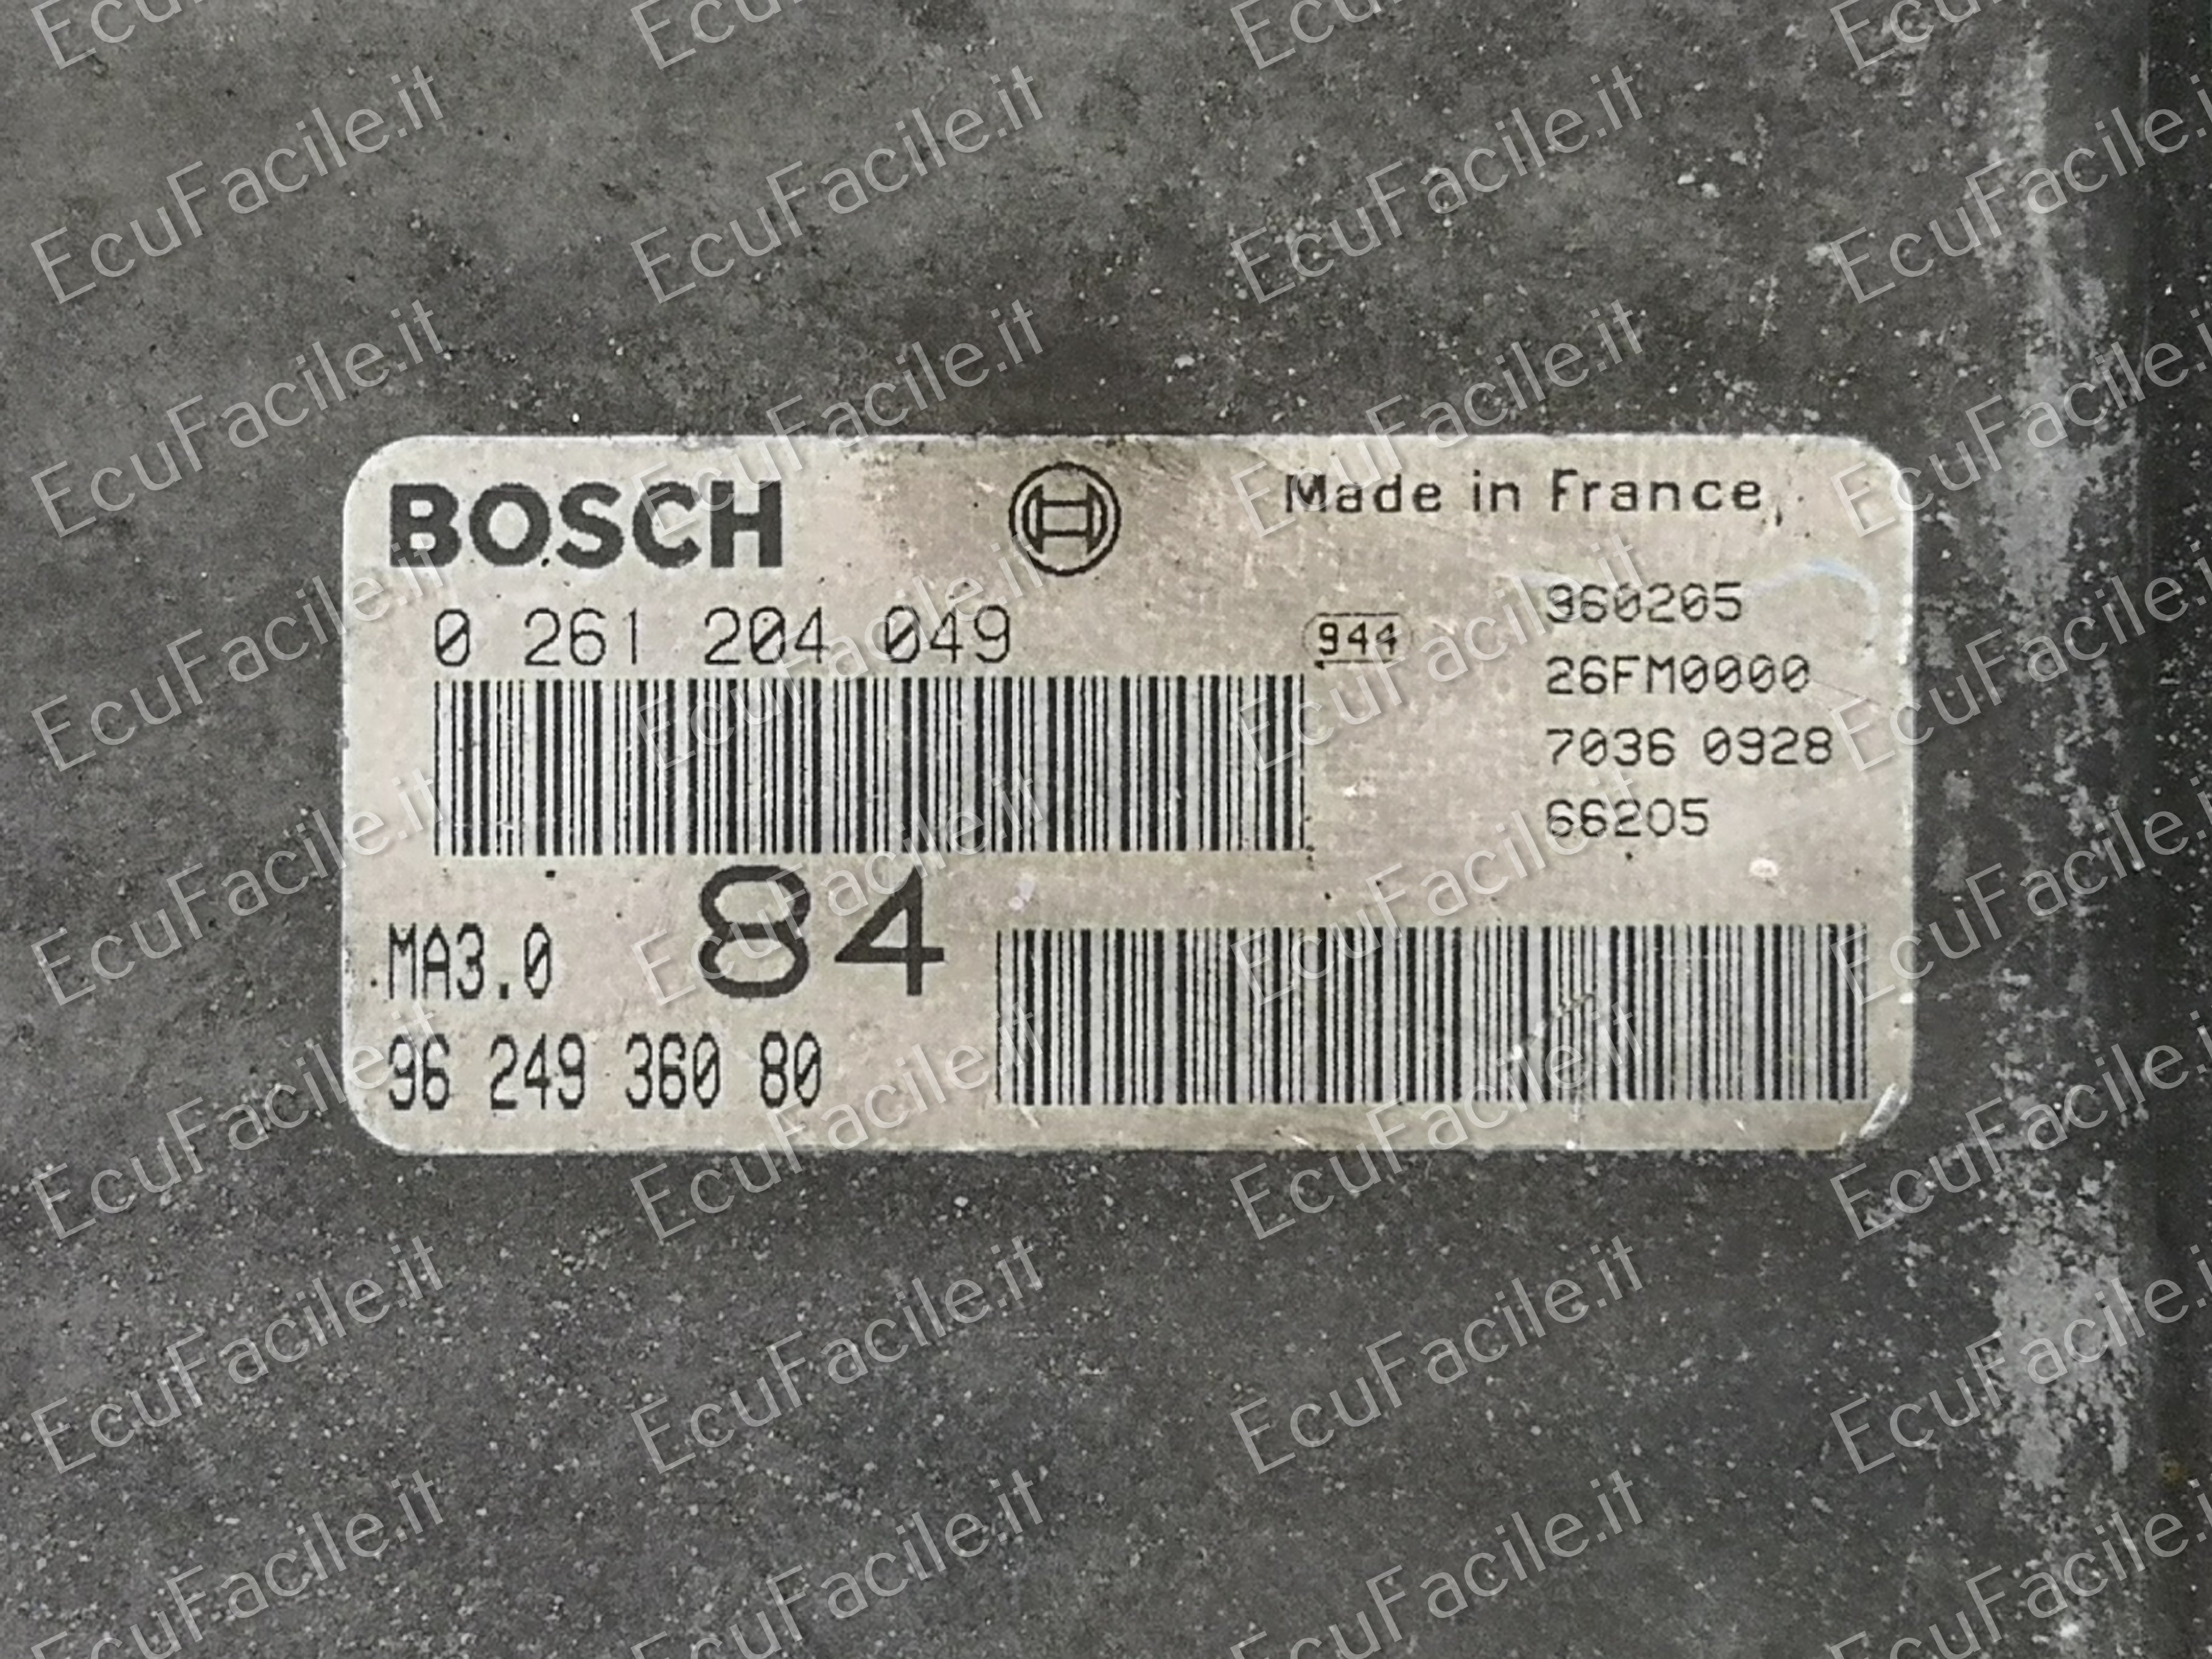 BOSCH
Made in France
0 261 204 049
944
960205
26FM0000
7036 0928
66205
MA3.0
84
96 249 360 80
EcuFacile.it